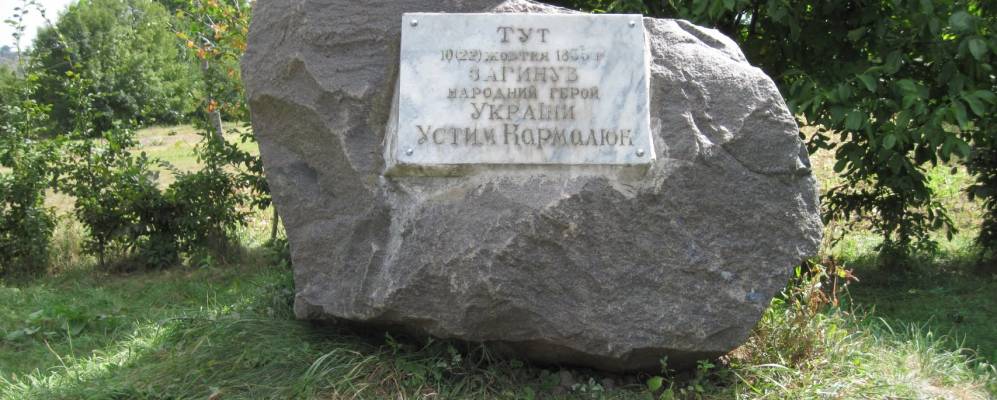 ТУТ
10(22) жовтня 1835 р
ЗАГИНУВ
НАРОДНИЙ ГЕРОЙ
УКРАЇНИ
Устим Кармалюк